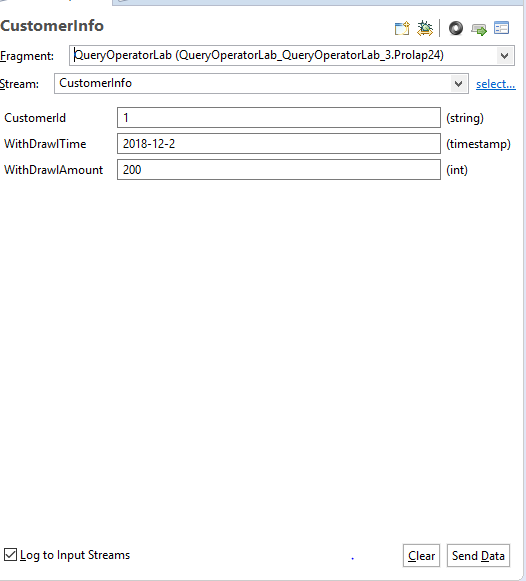 CustomerInfo
Fragment: QueryOperatorLab (QueryOperatorLab_QueryOperatorLab_3.Prolap24)
Stream: CustomerInfo select...
CustomerId 1 (string)
WithDrawlTime 2018-12-2 (timestamp)
WithDrawlAmount 200 (int)
Log to Input Streams Clear Send Data